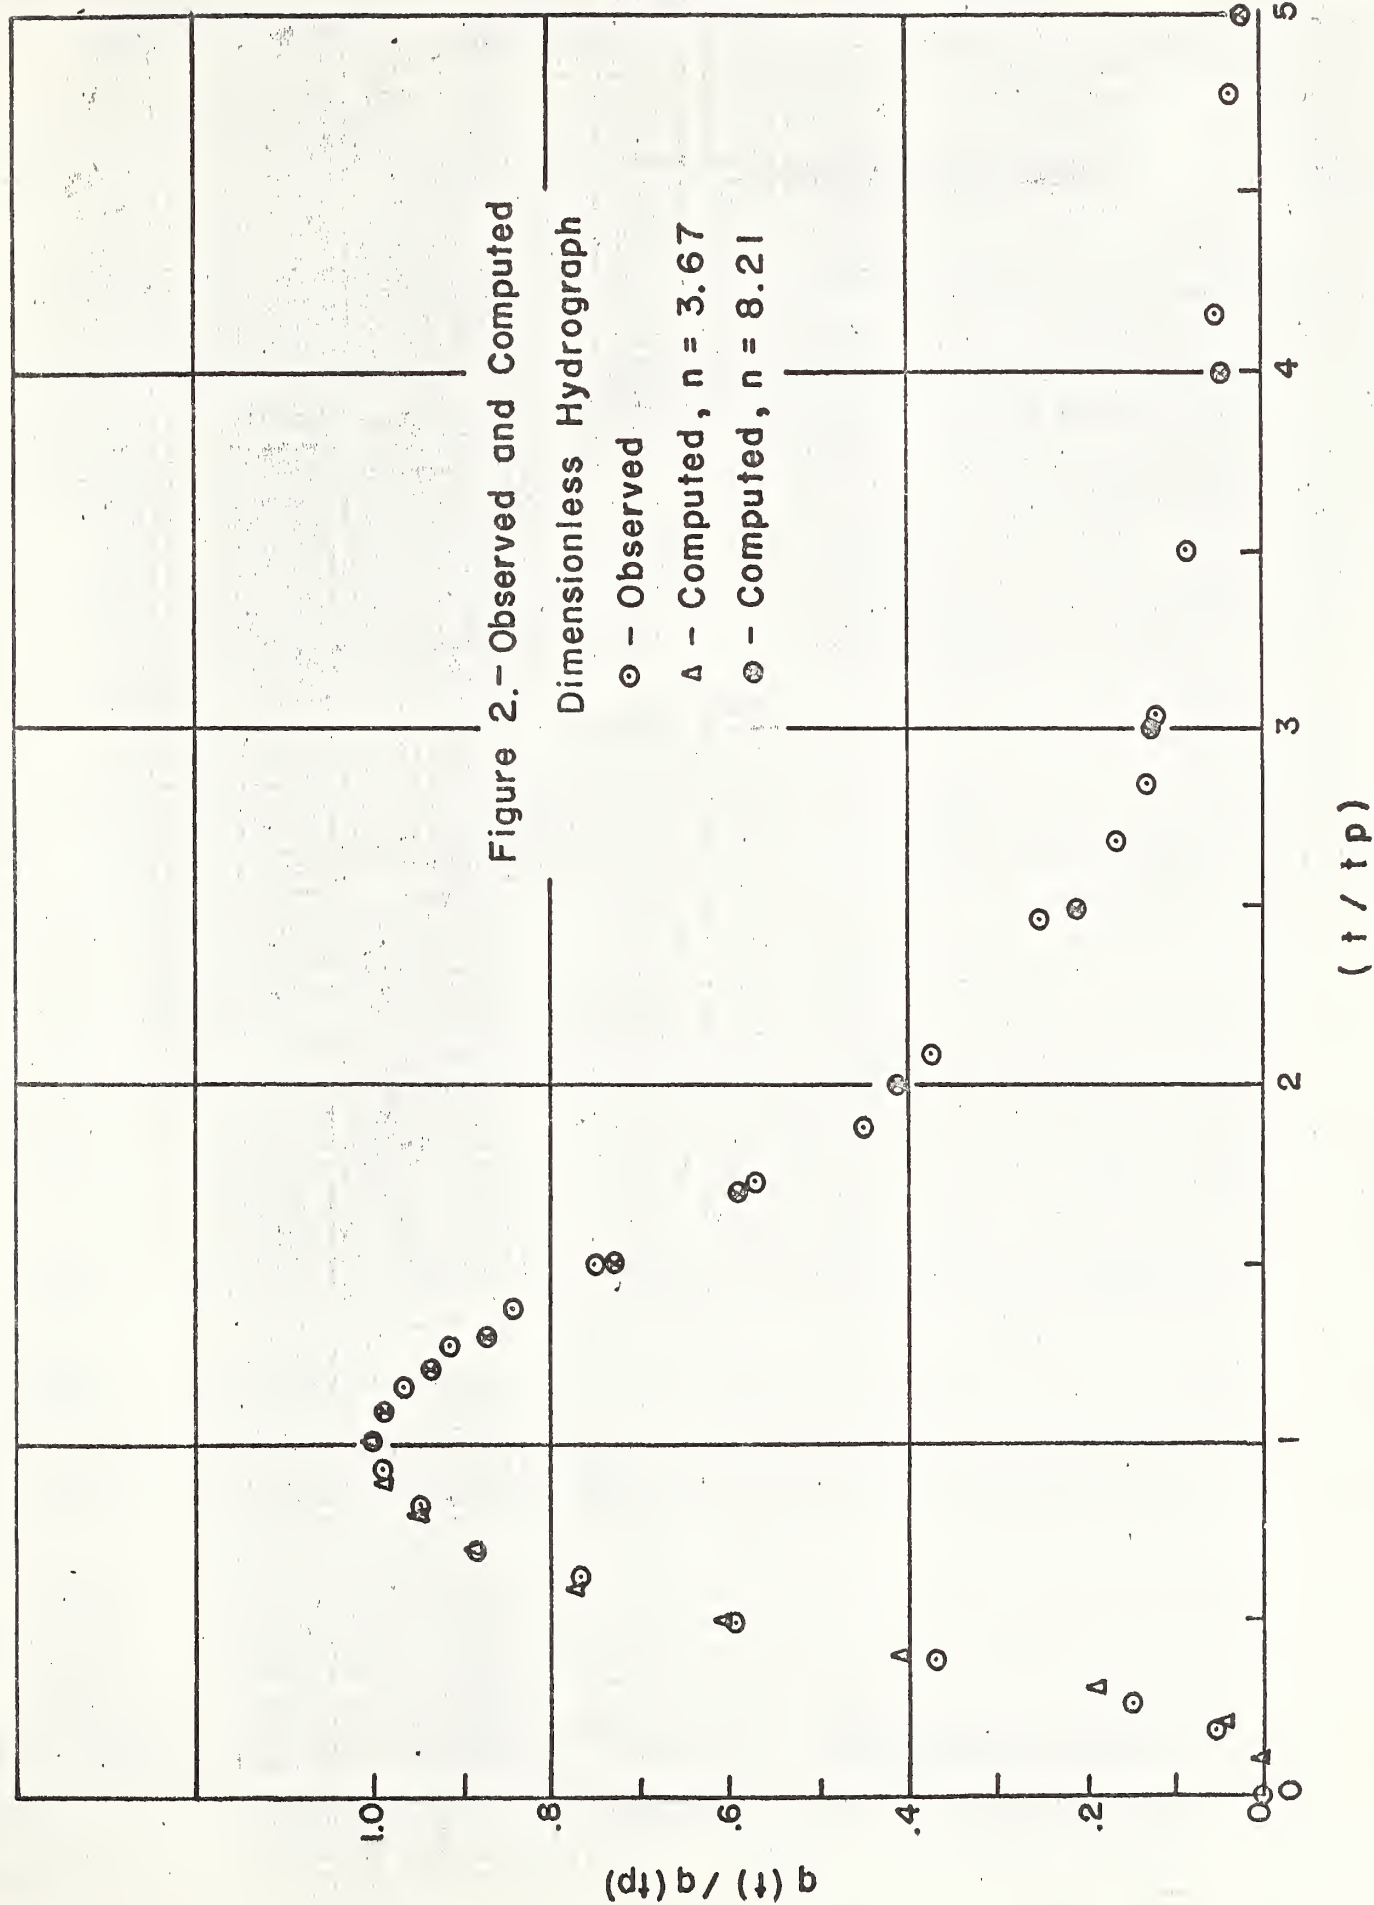 Figure 2.-Observed and Computed
Dimensionless Hydrograph
⊙ - Observed
Δ - Computed, n = 3.67
⊗ - Computed, n = 8.21
q(t)/q(tp)
1.0
.8
.6
.4
.2
0
0
1
2
3
4
5
(t/tp)